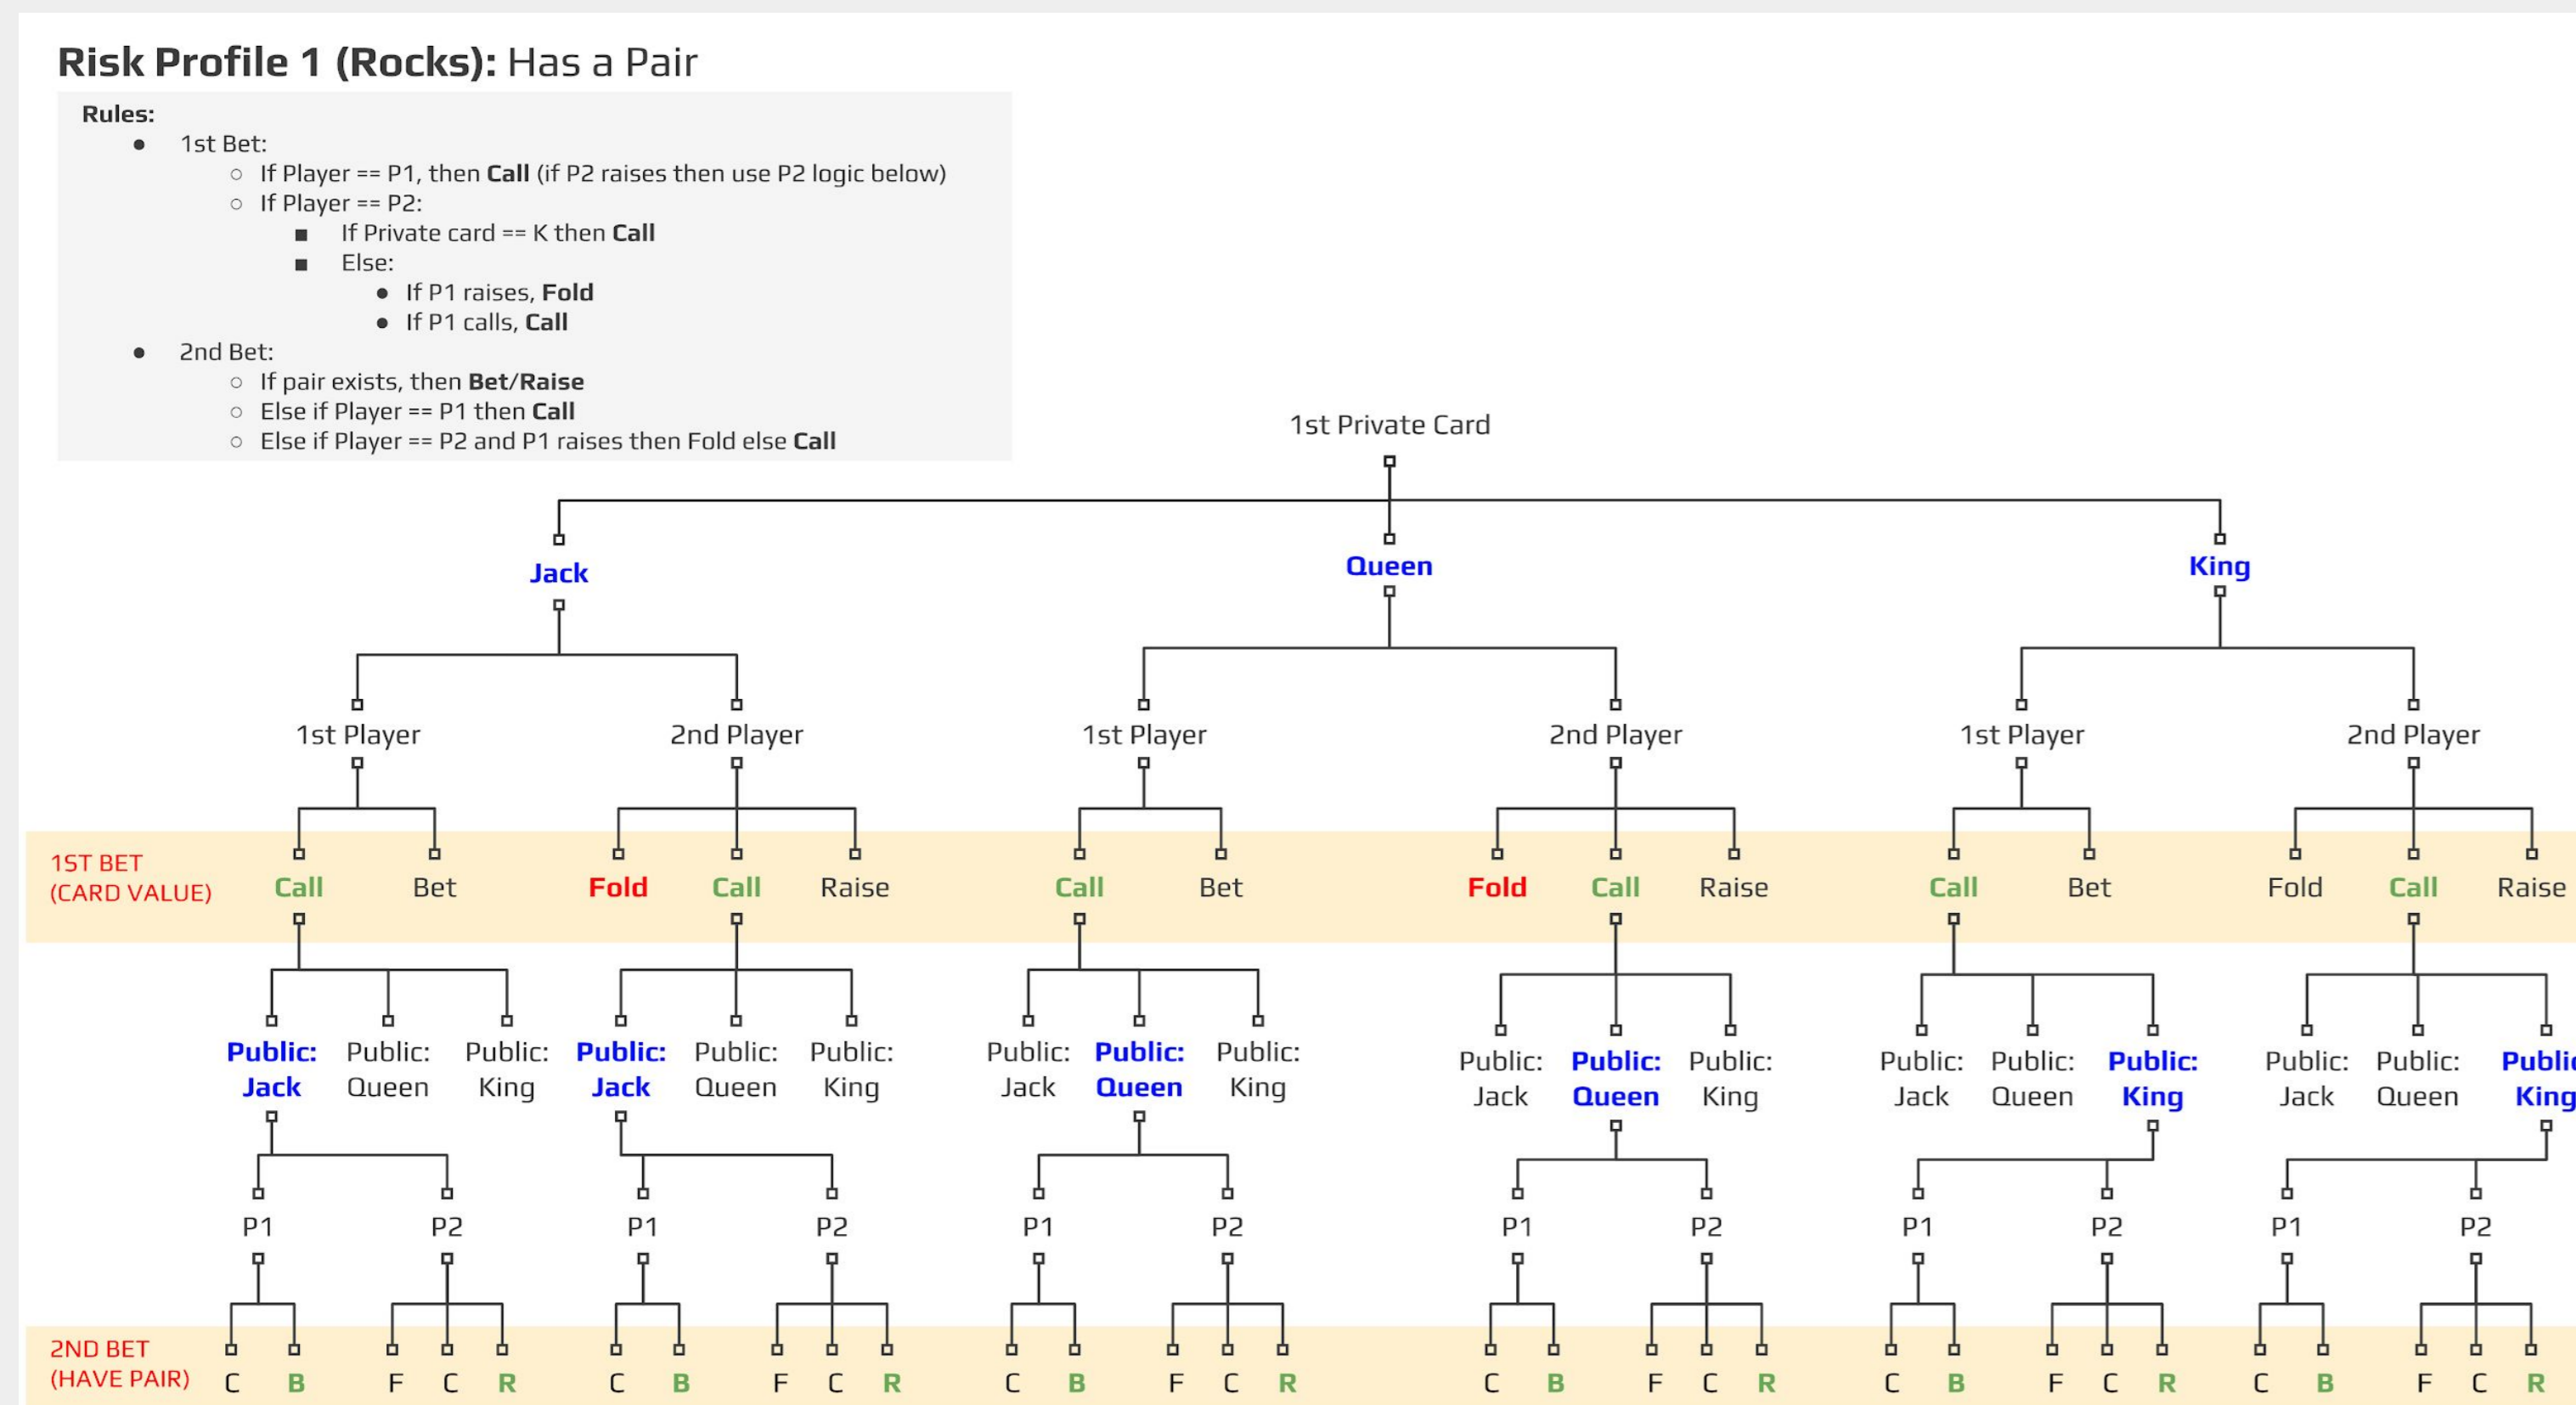 Risk Profile 1 (Rocks): Has a Pair
Rules:
● 1st Bet:
○ If Player == P1, then Call (if P2 raises then use P2 logic below)
○ If Player == P2:
■ If Private card == K then Call
■ Else:
● If P1 raises, Fold
● If P1 calls, Call
● 2nd Bet:
○ If pair exists, then Bet/Raise
○ Else if Player == P1 then Call
○ Else if Player == P2 and P1 raises then Fold else Call
1st Private Card
Jack Queen King
1st Player 2nd Player 1st Player 2nd Player 1st Player 2nd Player
1ST BET
(CARD VALUE)
Call Bet Fold Call Raise Call Bet Fold Call Raise Call Bet Fold Call Raise
Public: Public: Public: Public: Public: Public: Public: Public: Public: Public: Public: Public: Public: Public: Public: Public: Public:
Jack Queen King Jack Queen King Jack Queen King Jack Queen King Jack Queen King Jack Queen King
P1 P2 P1 P2 P1 P2 P1 P2 P1 P2 P1 P2
2ND BET
(HAVE PAIR)
C B F C R C B F C R C B F C R C B F C R C B F C R C B F C R